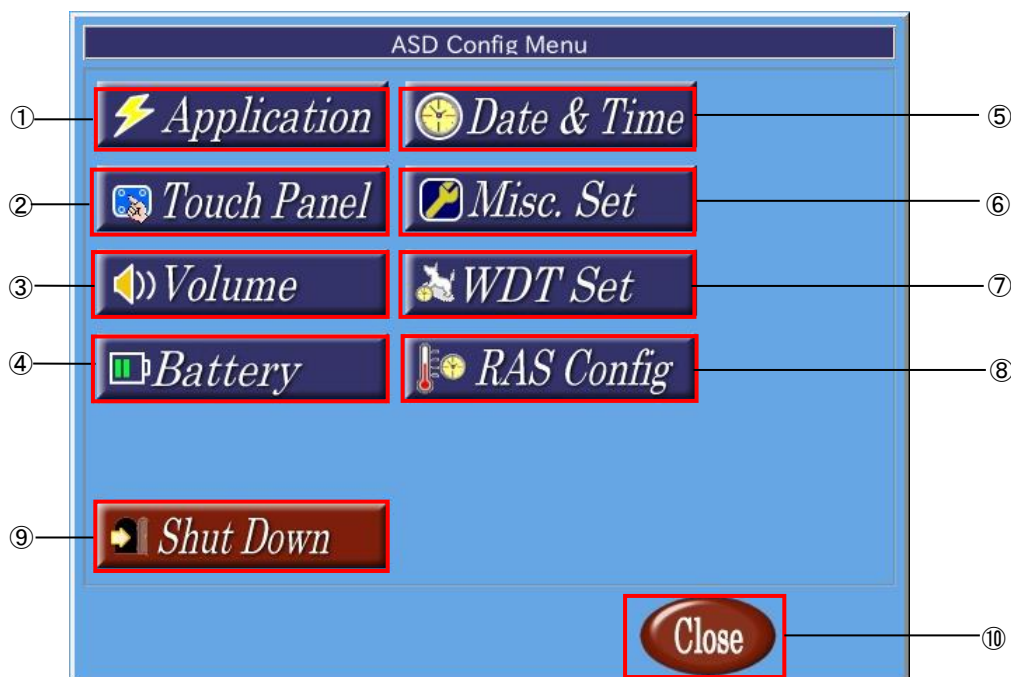 ASD Config Menu
① Application Date & Time ⑤
② Touch Panel Misc. Set ⑥
③ Volume WDT Set ⑦
④ Battery RAS Config ⑧
⑨ Shut Down
Close ⑩